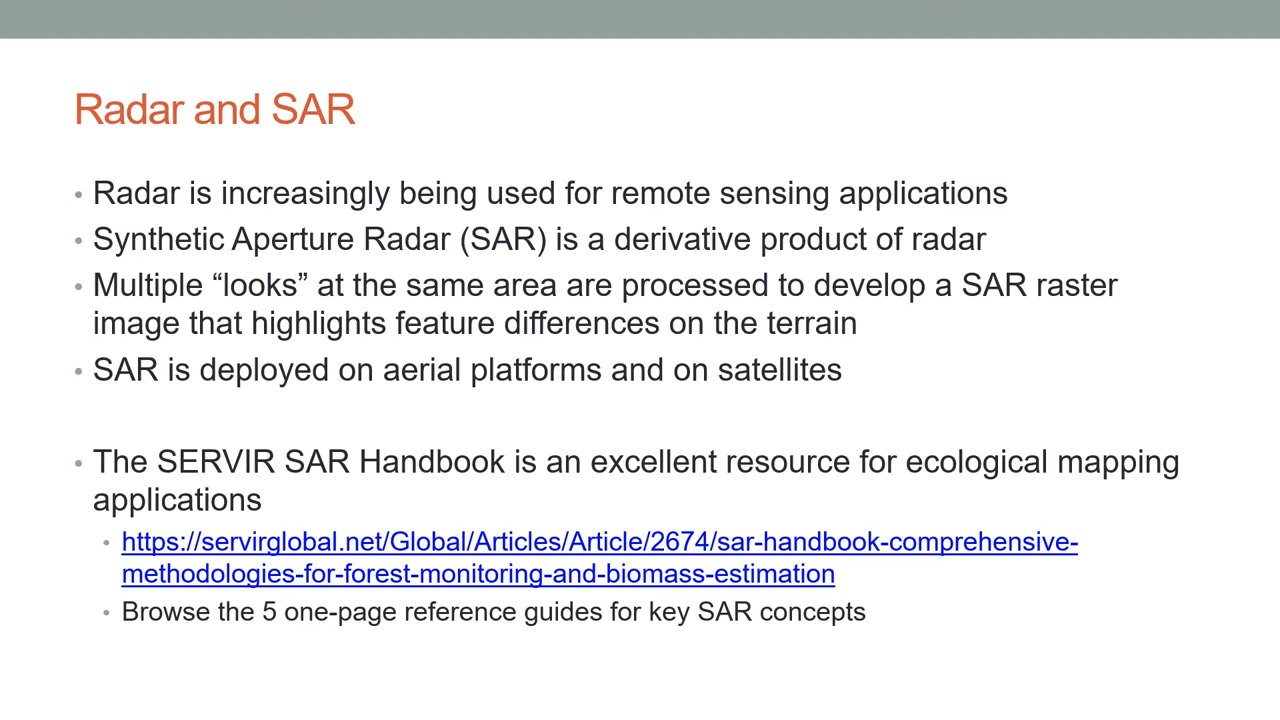 Radar and SAR
• Radar is increasingly being used for remote sensing applications
• Synthetic Aperture Radar (SAR) is a derivative product of radar
• Multiple “looks” at the same area are processed to develop a SAR raster
image that highlights feature differences on the terrain
• SAR is deployed on aerial platforms and on satellites
• The SERVIR SAR Handbook is an excellent resource for ecological mapping
applications
• https://servirglobal.net/Global/Articles/Article/2674/sar-handbook-comprehensive-
methodologies-for-forest-monitoring-and-biomass-estimation
• Browse the 5 one-page reference guides for key SAR concepts